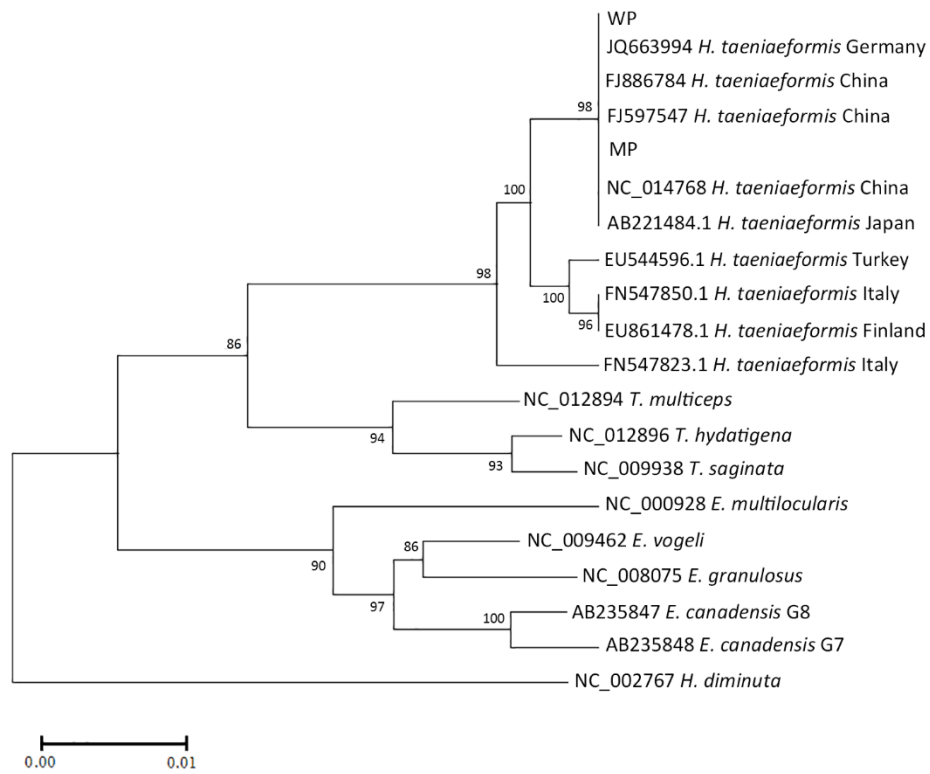 WP
JQ663994 H. taeniaeformis Germany
FJ886784 H. taeniaeformis China
98
FJ597547 H. taeniaeformis China
MP
100
NC_014768 H. taeniaeformis China
AB221484.1 H. taeniaeformis Japan
EU544596.1 H. taeniaeformis Turkey
98
100
FN547850.1 H. taeniaeformis Italy
96
EU861478.1 H. taeniaeformis Finland
86
FN547823.1 H. taeniaeformis Italy
NC_012894 T. multiceps
94
NC_012896 T. hydatigena
93
NC_009938 T. saginata
NC_000928 E. multilocularis
90
NC_009462 E. vogeli
86
NC_008075 E. granulosus
97
AB235847 E. canadensis G8
100
AB235848 E. canadensis G7
NC_002767 H. diminuta
0.00 0.01